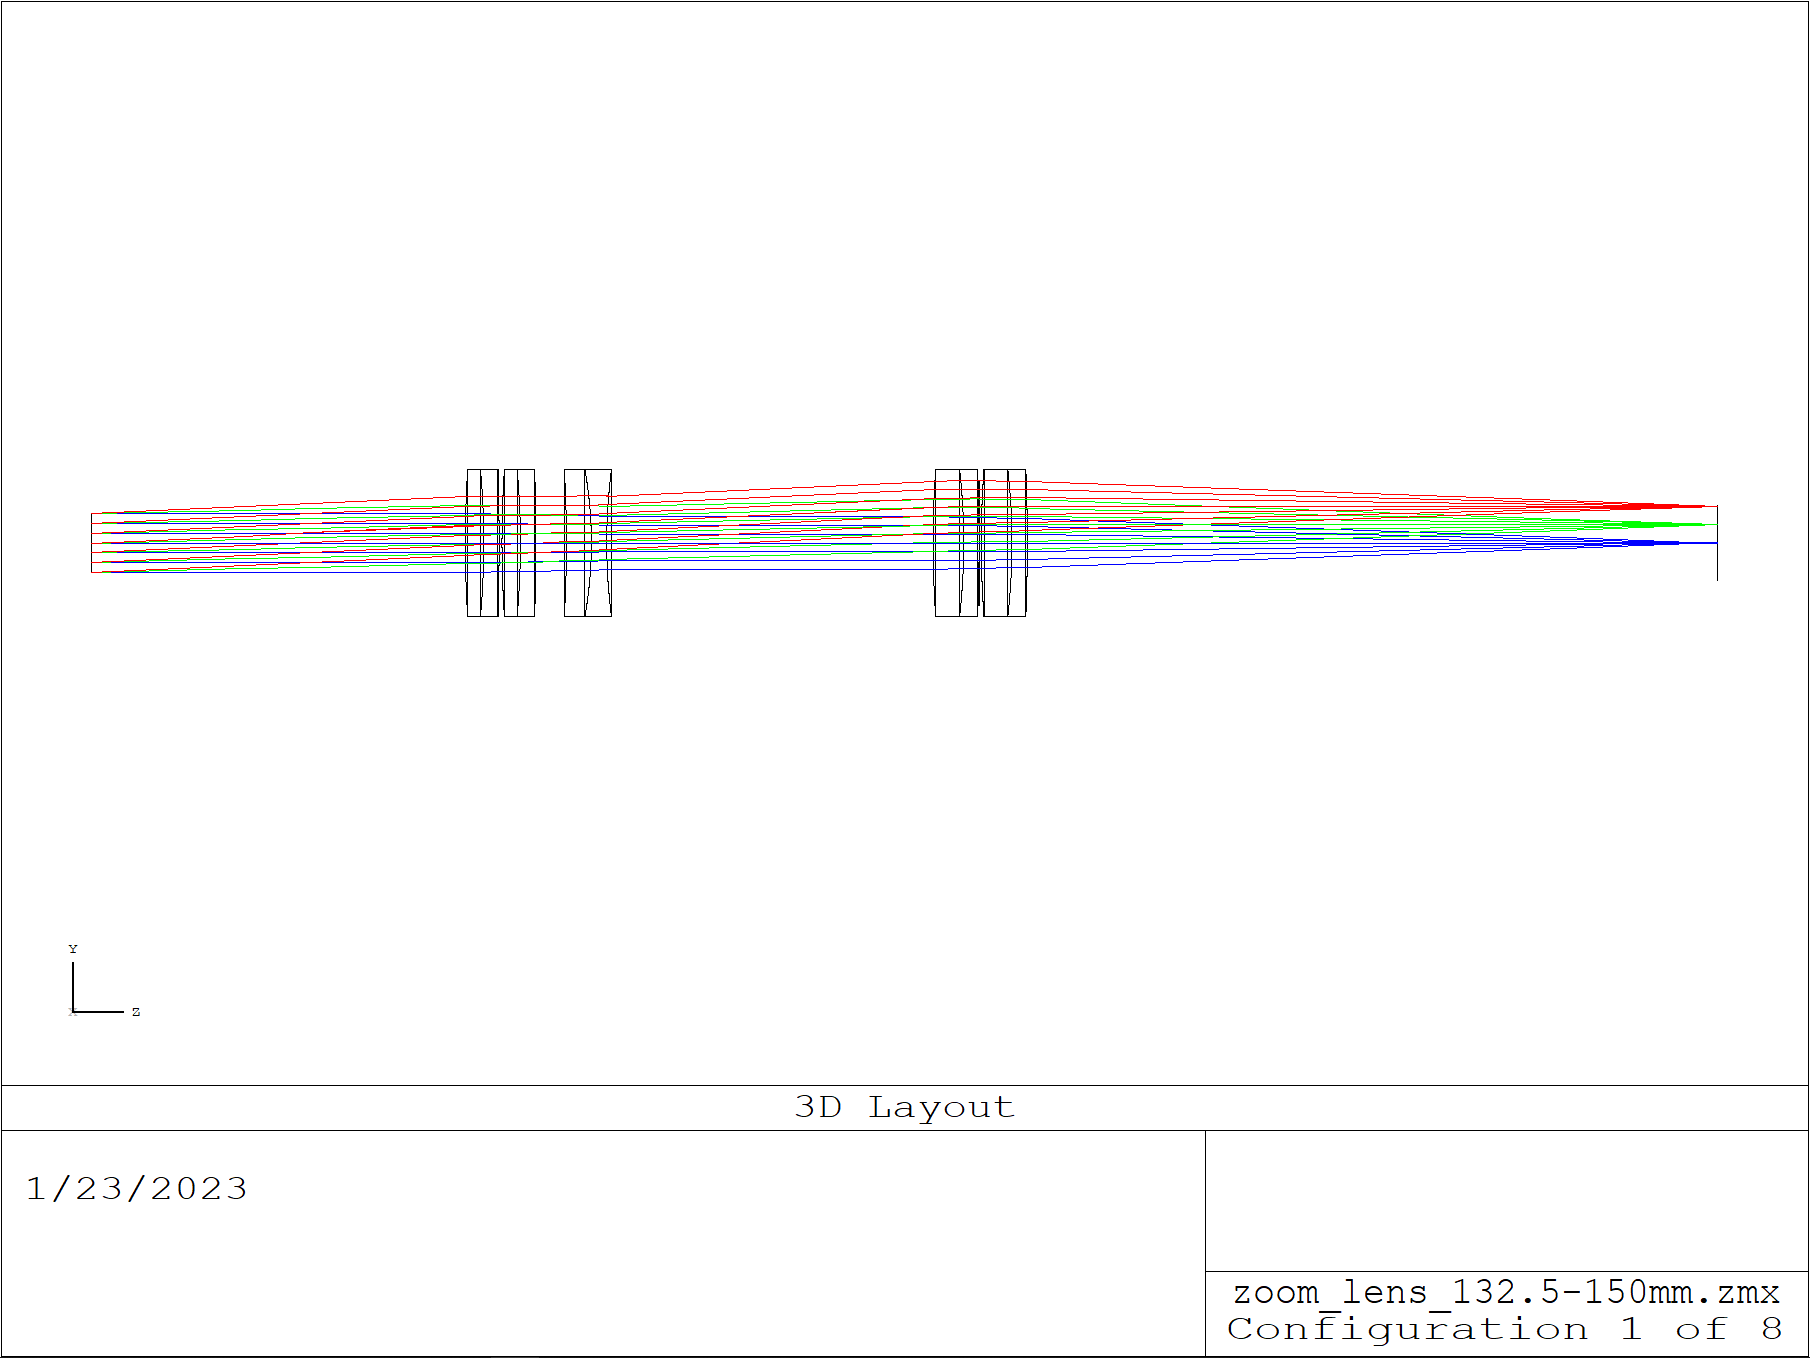 Y
X
Z
3D Layout
1/23/2023
zoom_lens_132.5-150mm.zmx
Configuration 1 of 8